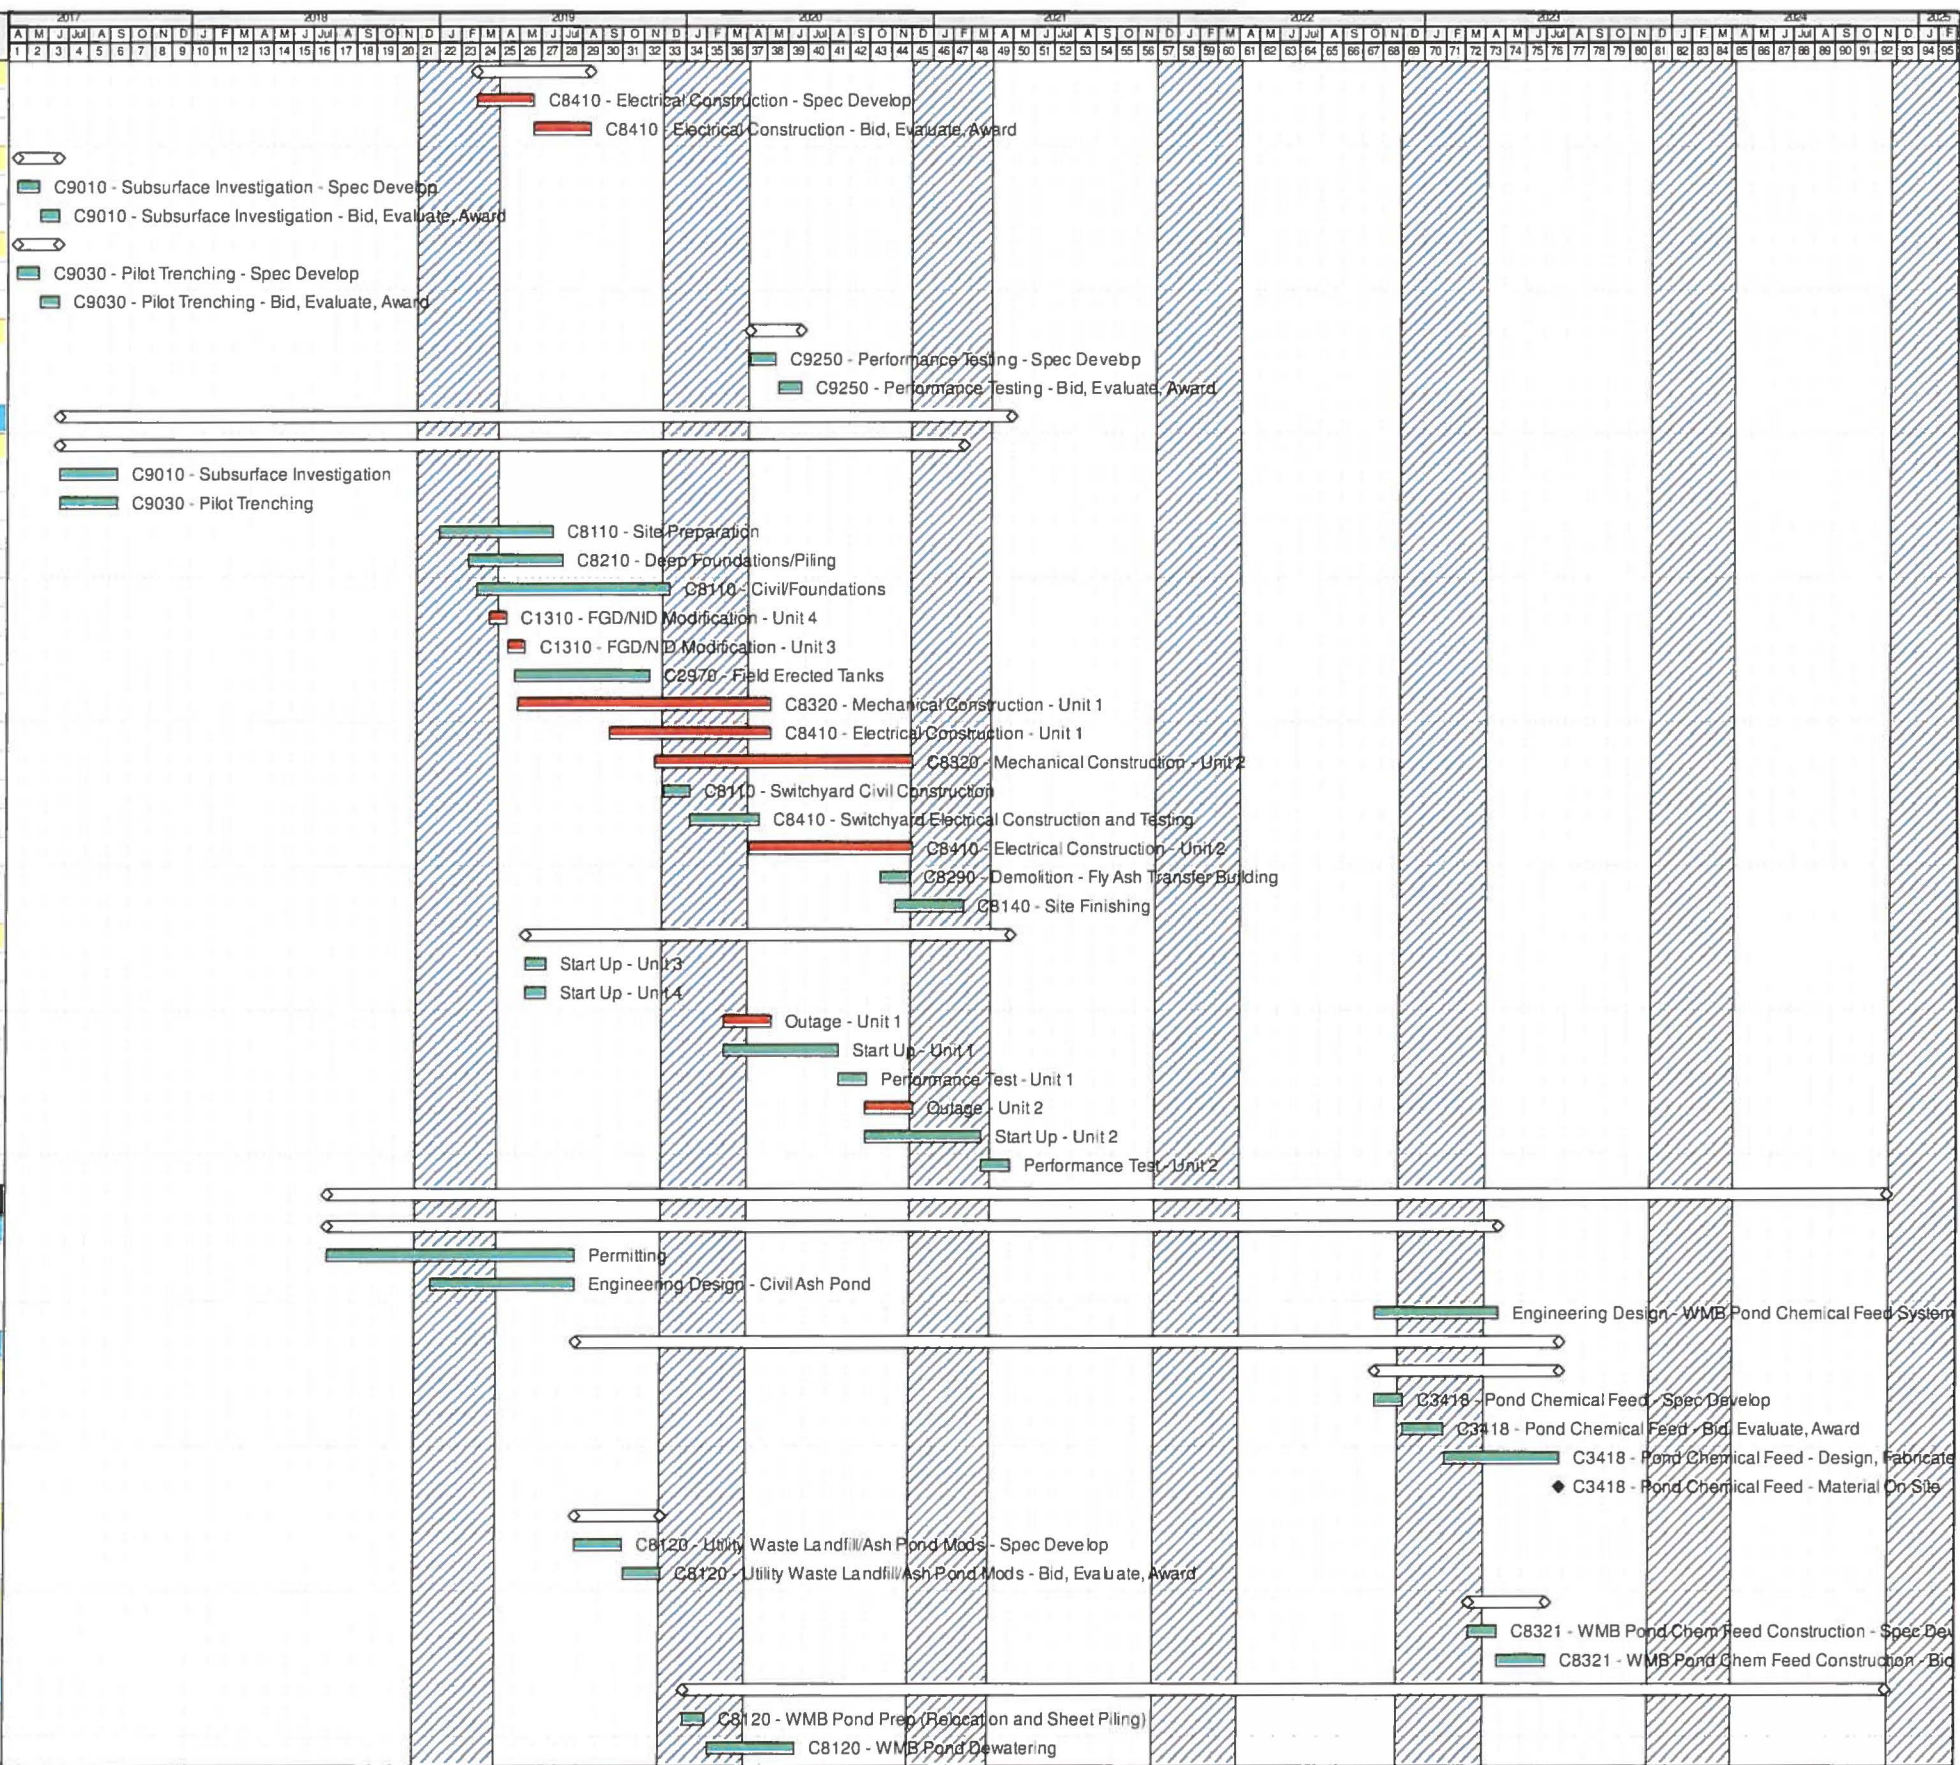 2017 2018 2019 2020 2021 2022 2023 2024 2025
A M J Jul A S O N D J F M A M J Jul A S O N D J F M A M J Jul A S O N D J F M A M J Jul A S O N D J F M A M J Jul A S O N D J F M A M J Jul A S O N D J F M A M J Jul A S O N D J F M A M J Jul A S O N D J F
1 2 3 4 5 6 7 8 9 10 11 12 13 14 15 16 17 18 19 20 21 22 23 24 25 26 27 28 29 30 31 32 33 34 35 36 37 38 39 40 41 42 43 44 45 46 47 48 49 50 51 52 53 54 55 56 57 58 59 60 61 62 63 64 65 66 67 68 69 70 71 72 73 74 75 76 77 78 79 80 81 82 83 84 85 86 87 88 89 90 91 92 93 94 95
C8410 - Electrical Construction - Spec Develop
C8410 - Electrical Construction - Bid, Evaluate, Award
C9010 - Subsurface Investigation - Spec Develop
C9010 - Subsurface Investigation - Bid, Evaluate, Award
C9030 - Pilot Trenching - Spec Develop
C9030 - Pilot Trenching - Bid, Evaluate, Award
C9250 - Performance Testing - Spec Develop
C9250 - Performance Testing - Bid, Evaluate, Award
C9010 - Subsurface Investigation
C9030 - Pilot Trenching
C8110 - Site Preparation
C8210 - Deep Foundations/Piling
C8110 - Civil/Foundations
C1310 - FGD/NID Modification - Unit 4
C1310 - FGD/NID Modification - Unit 3
C2970 - Field Erected Tanks
C8320 - Mechanical Construction - Unit 1
C8410 - Electrical Construction - Unit 1
C8320 - Mechanical Construction - Unit 2
C8110 - Switchyard Civil Construction
C8410 - Switchyard Electrical Construction and Testing
C8410 - Electrical Construction - Unit 2
C8290 - Demolition - Fly Ash Transfer Building
C8140 - Site Finishing
Start Up - Unit 3
Start Up - Unit 4
Outage - Unit 1
Start Up - Unit 1
Performance Test - Unit 1
Outage - Unit 2
Start Up - Unit 2
Performance Test - Unit 2
Permitting
Engineering Design - Civil Ash Pond
Engineering Design - WMB Pond Chemical Feed System
C3418 - Pond Chemical Feed - Spec Develop
C3418 - Pond Chemical Feed - Bid, Evaluate, Award
C3418 - Pond Chemical Feed - Design, Fabricate
C3418 - Pond Chemical Feed - Material On Site
C8120 - Utility Waste Landfill/Ash Pond Mods - Spec Develop
C8120 - Utility Waste Landfill/Ash Pond Mods - Bid, Evaluate, Award
C8321 - WMB Pond Chem Feed Construction - Spec Dev
C8321 - WMB Pond Chem Feed Construction - Bid
C8120 - WMB Pond Prep (Relocation and Sheet Piling)
C8120 - WMB Pond Dewatering